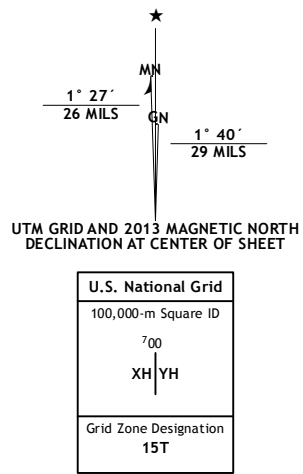 MN
1° 27´
26 MILS
GN
1° 40´
29 MILS
UTM GRID AND 2013 MAGNETIC NORTH
DECLINATION AT CENTER OF SHEET
U.S. National Grid
100,000-m Square ID
⁷00
XH YH
Grid Zone Designation
15T